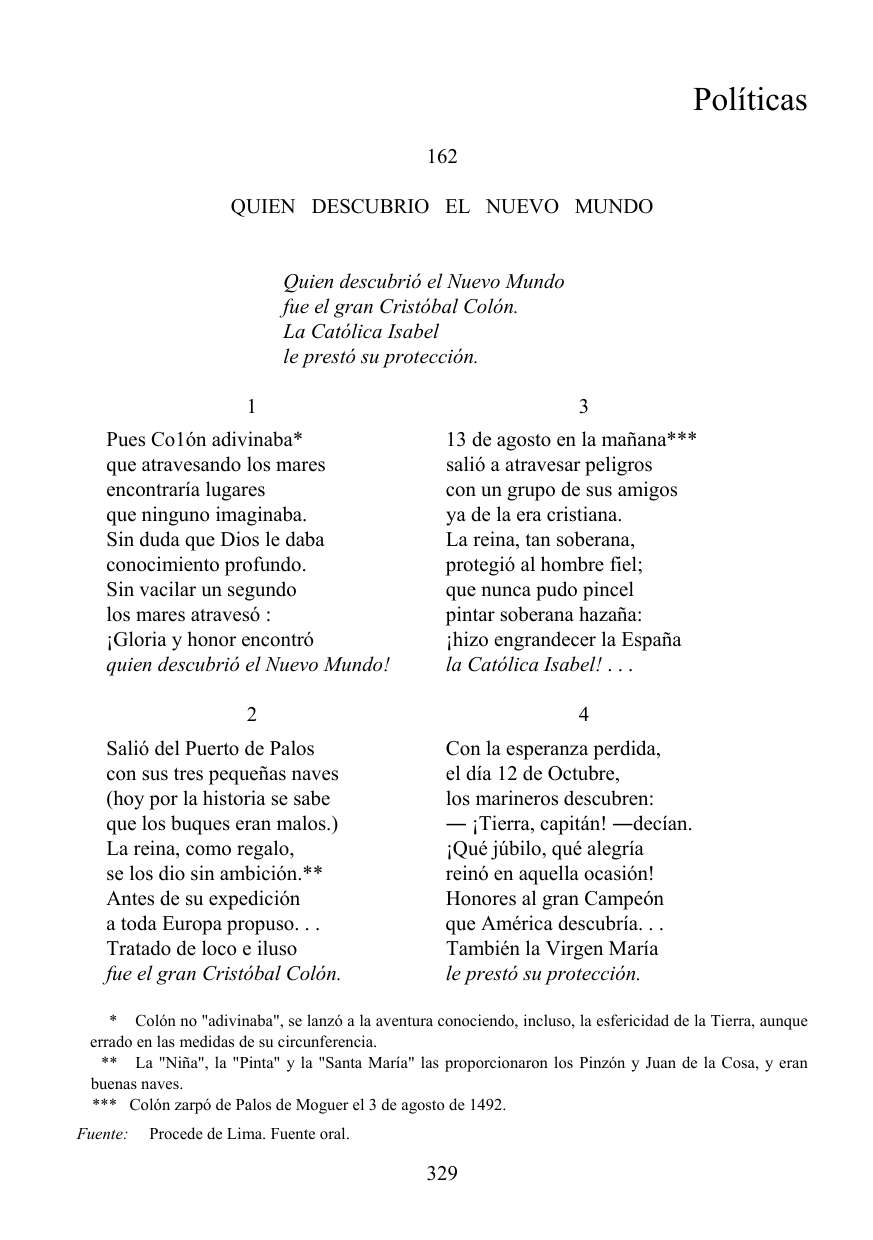 Políticas
162
QUIEN DESCUBRIO EL NUEVO MUNDO
Quien descubrió el Nuevo Mundo
fue el gran Cristóbal Colón.
La Católica Isabel
le prestó su protección.
1
Pues Co1ón adivinaba*
que atravesando los mares
encontraría lugares
que ninguno imaginaba.
Sin duda que Dios le daba
conocimiento profundo.
Sin vacilar un segundo
los mares atravesó :
¡Gloria y honor encontró
quien descubrió el Nuevo Mundo!
2
Salió del Puerto de Palos
con sus tres pequeñas naves
(hoy por la historia se sabe
que los buques eran malos.)
La reina, como regalo,
se los dio sin ambición.**
Antes de su expedición
a toda Europa propuso. . .
Tratado de loco e iluso
fue el gran Cristóbal Colón.
3
13 de agosto en la mañana***
salió a atravesar peligros
con un grupo de sus amigos
ya de la era cristiana.
La reina, tan soberana,
protegió al hombre fiel;
que nunca pudo pincel
pintar soberana hazaña:
¡hizo engrandecer la España
la Católica Isabel! . . .
4
Con la esperanza perdida,
el día 12 de Octubre,
los marineros descubren:
― ¡Tierra, capitán! ―decían.
¡Qué júbilo, qué alegría
reinó en aquella ocasión!
Honores al gran Campeón
que América descubría. . .
También la Virgen María
le prestó su protección.
* Colón no "adivinaba", se lanzó a la aventura conociendo, incluso, la esfericidad de la Tierra, aunque
errado en las medidas de su circunferencia.
** La "Niña", la "Pinta" y la "Santa María" las proporcionaron los Pinzón y Juan de la Cosa, y eran
buenas naves.
*** Colón zarpó de Palos de Moguer el 3 de agosto de 1492.
Fuente: Procede de Lima. Fuente oral.
329